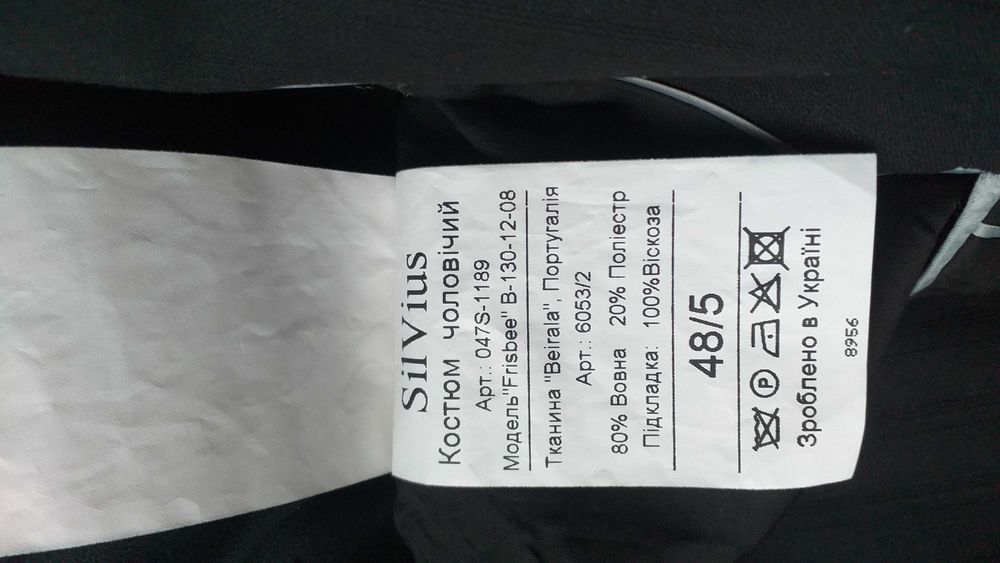 SilVius
Костюм чоловічий
Арт.: 047S-1189
Модель"Frisbee" В-130-12-08
Тканина "Beirala", Португалія
Арт.: 6053/2
80% Вовна 20% Поліестр
Підкладка: 100%Віскоза
48/5
P
Зроблено в Україні
8956